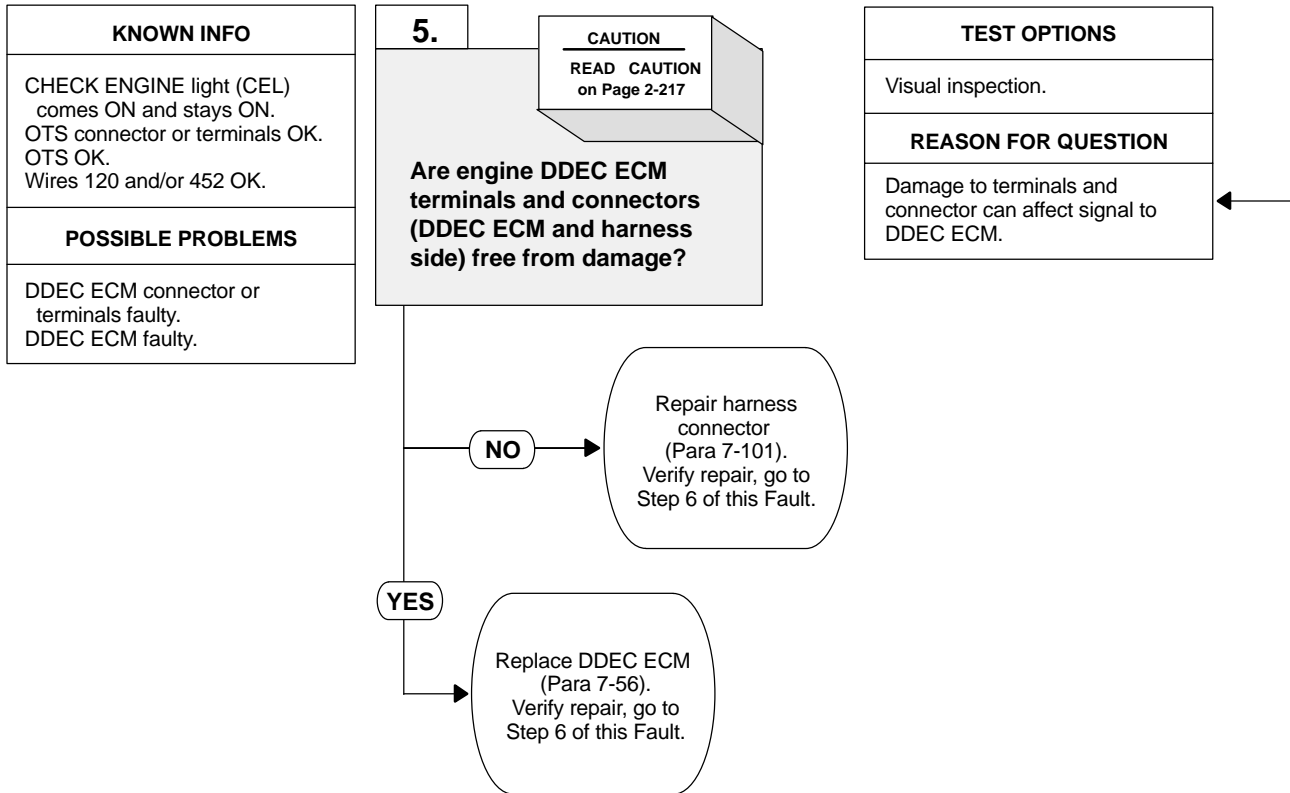 KNOWN INFO
CHECK ENGINE light (CEL)
comes ON and stays ON.
OTS connector or terminals OK.
OTS OK.
Wires 120 and/or 452 OK.
POSSIBLE PROBLEMS
DDEC ECM connector or
terminals faulty.
DDEC ECM faulty.
5.
CAUTION
READ CAUTION
on Page 2-217
Are engine DDEC ECM
terminals and connectors
(DDEC ECM and harness
side) free from damage?
TEST OPTIONS
Visual inspection.
REASON FOR QUESTION
Damage to terminals and
connector can affect signal to
DDEC ECM.
NO
Repair harness
connector
(Para 7-101).
Verify repair, go to
Step 6 of this Fault.
YES
Replace DDEC ECM
(Para 7-56).
Verify repair, go to
Step 6 of this Fault.